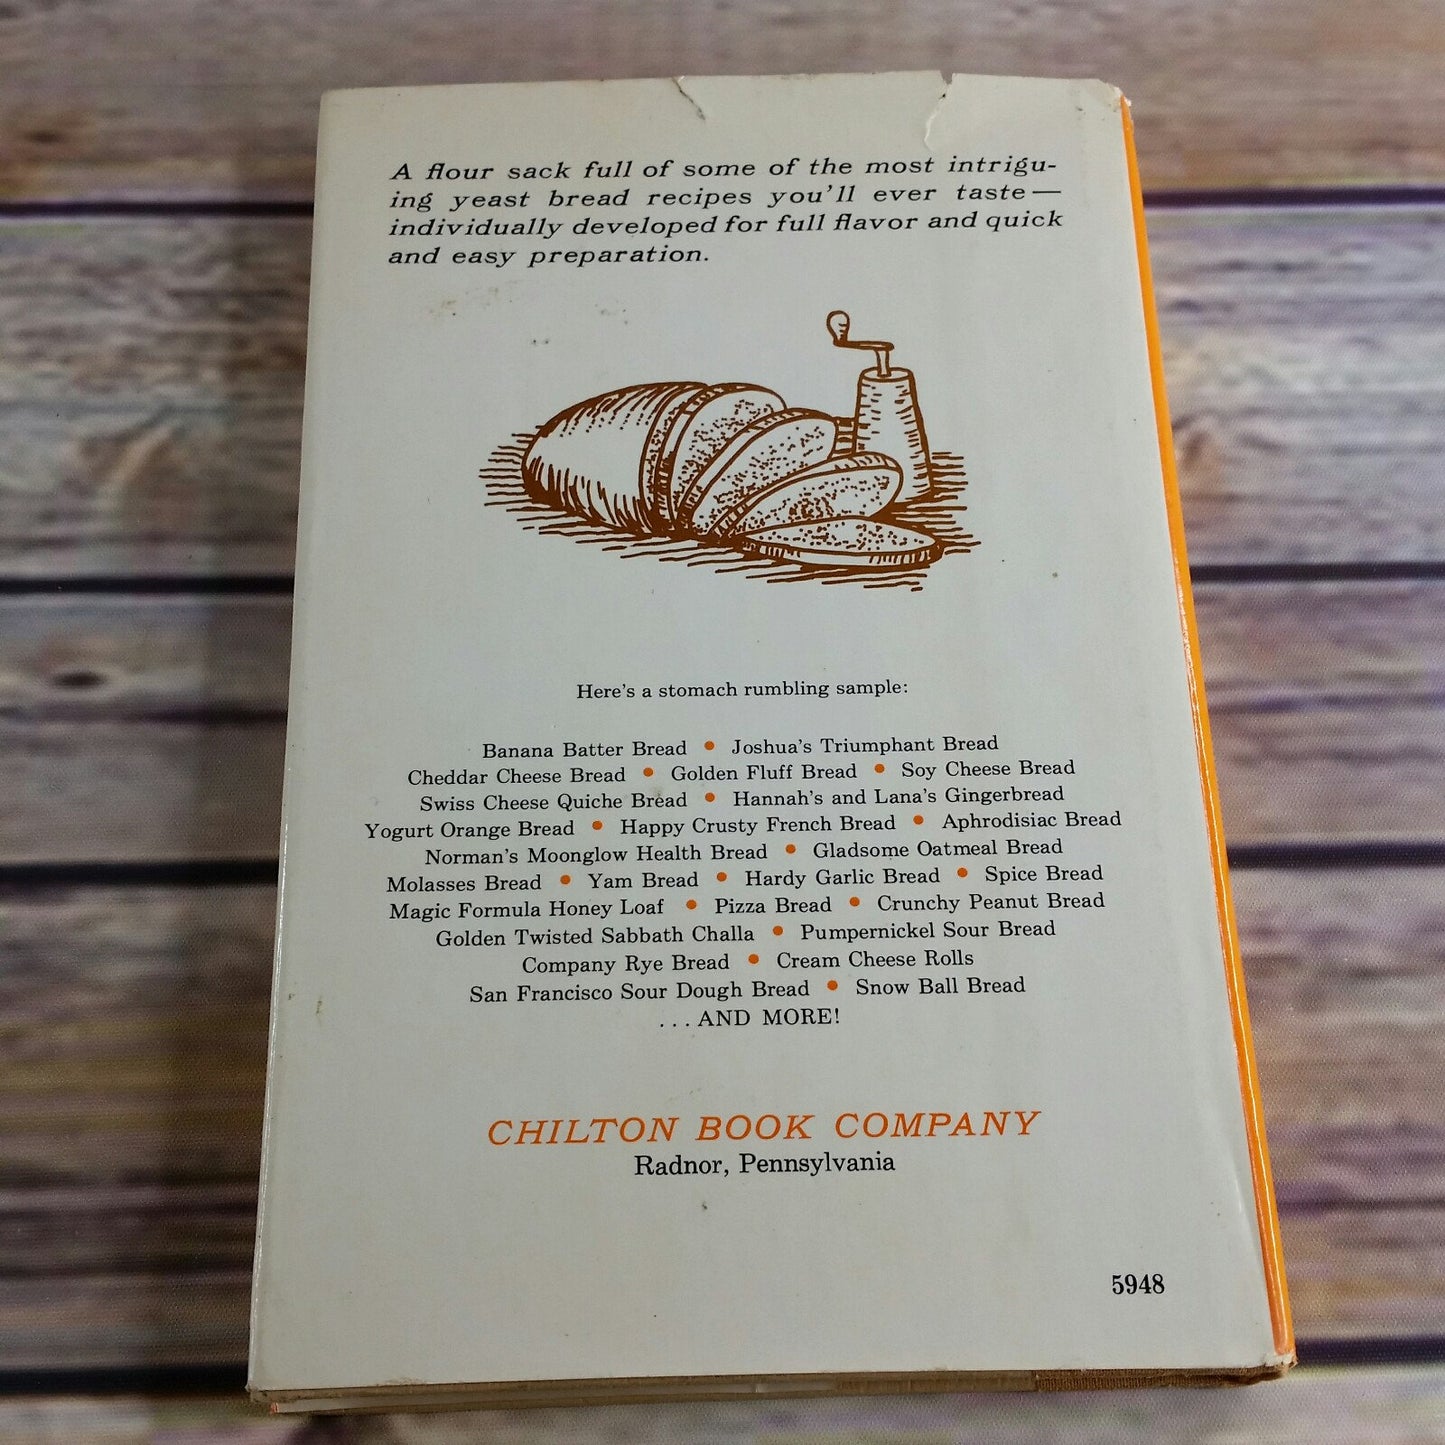 A flour sack full of some of the most intrigu-
ing yeast bread recipes you'll ever taste —
individually developed for full flavor and quick
and easy preparation.
Here's a stomach rumbling sample:
Banana Batter Bread • Joshua's Triumphant Bread
Cheddar Cheese Bread • Golden Fluff Bread • Soy Cheese Bread
Swiss Cheese Quiche Bread • Hannah's and Lana's Gingerbread
Yogurt Orange Bread • Happy Crusty French Bread • Aphrodisiac Bread
Norman's Moonglow Health Bread • Gladsome Oatmeal Bread
Molasses Bread • Yam Bread • Hardy Garlic Bread • Spice Bread
Magic Formula Honey Loaf • Pizza Bread • Crunchy Peanut Bread
Golden Twisted Sabbath Challa • Pumpernickel Sour Bread
Company Rye Bread • Cream Cheese Rolls
San Francisco Sour Dough Bread • Snow Ball Bread
...AND MORE!
CHILTON BOOK COMPANY
Radnor, Pennsylvania
5948